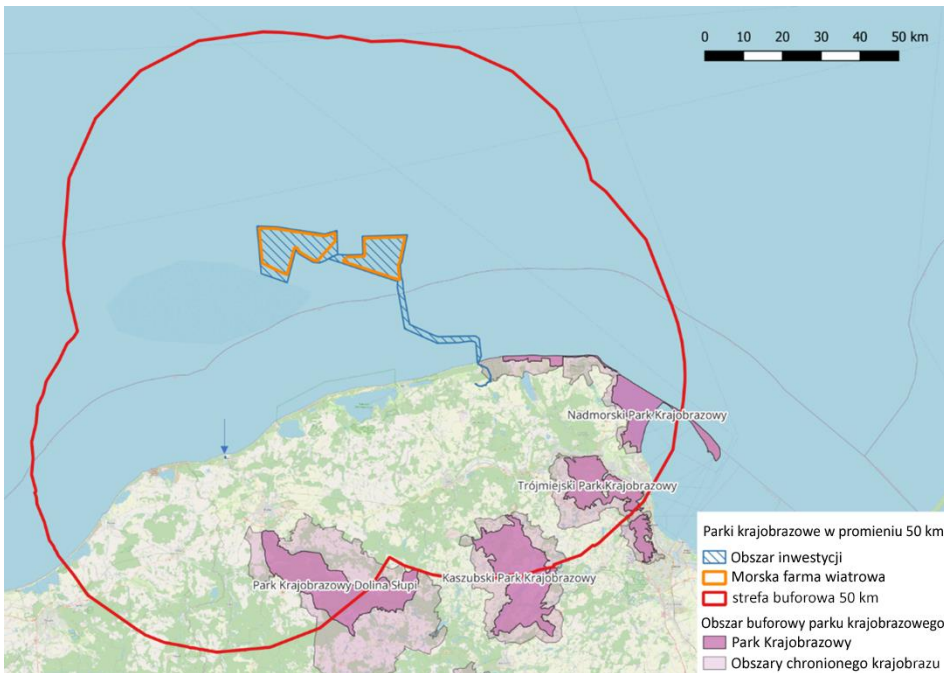 0 10 20 30 40 50 km
Nadmorski Park Krajobrazowy
Trójmiejski Park Krajobrazowy
Kaszubski Park Krajobrazowy
Park Krajobrazowy Dolina Słupi
Parki krajobrazowe w promieniu 50 km
Obszar inwestycji
Morska farma wiatrowa
strefa buforowa 50 km
Obszar buforowy parku krajobrazowego
Park Krajobrazowy
Obszary chronionego krajobrazu